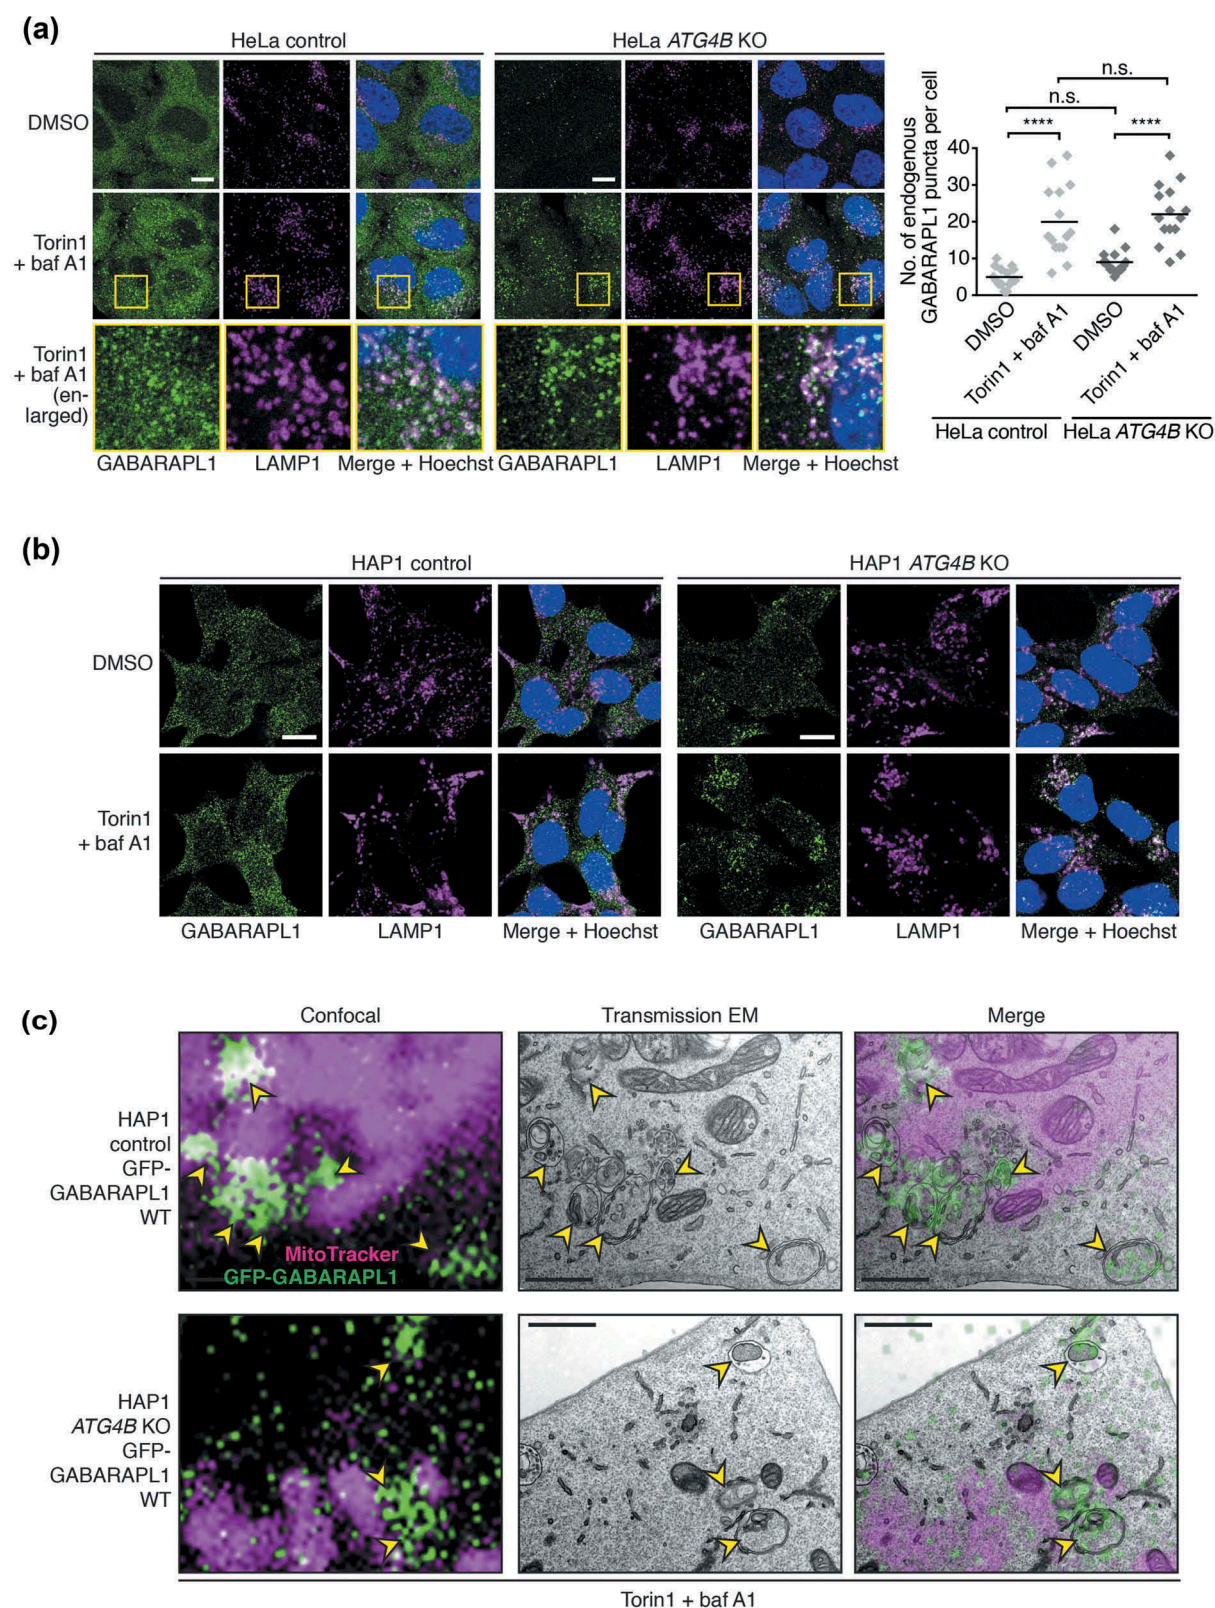 (a)
HeLa control
HeLa ATG4B KO
DMSO
Torin1
+ baf A1
Torin1
+ baf A1
(en-
larged)
GABARAPL1
LAMP1
Merge + Hoechst
GABARAPL1
LAMP1
Merge + Hoechst
No. of endogenous
GABARAPL1 puncta per cell
n.s.
n.s.
****
****
40
30
20
10
0
DMSO
Torin1 + baf A1
DMSO
Torin1 + baf A1
HeLa control
HeLa ATG4B KO
(b)
HAP1 control
HAP1 ATG4B KO
DMSO
Torin1
+ baf A1
GABARAPL1
LAMP1
Merge + Hoechst
GABARAPL1
LAMP1
Merge + Hoechst
(c)
Confocal
Transmission EM
Merge
HAP1
control
GFP-
GABARAPL1
WT
MitoTracker
GFP-GABARAPL1
HAP1
ATG4B KO
GFP-
GABARAPL1
WT
Torin1 + baf A1